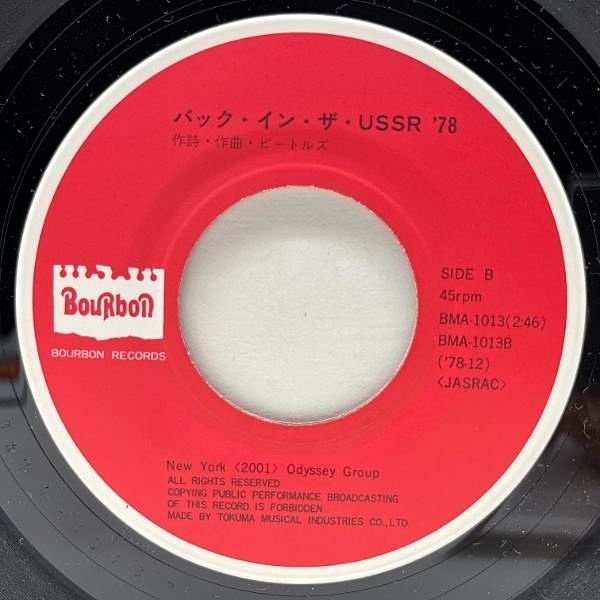 バック・イン・ザ・USSR '78
作詩・作曲・ビートルズ
BouRbon
BOURBON RECORDS
SIDE B
45rpm
BMA-1013(2:46)
BMA-1013B
('78-12)
<JASRAC>
New York <2001> Odyssey Group
ALL RIGHTS RESERVED
COPYING PUBLIC PERFORMANCE BROADCASTING
OF THIS RECORD IS FORBIDDEN
MADE BY TOKUMA MUSICAL INDUSTRIES CO., LTD.